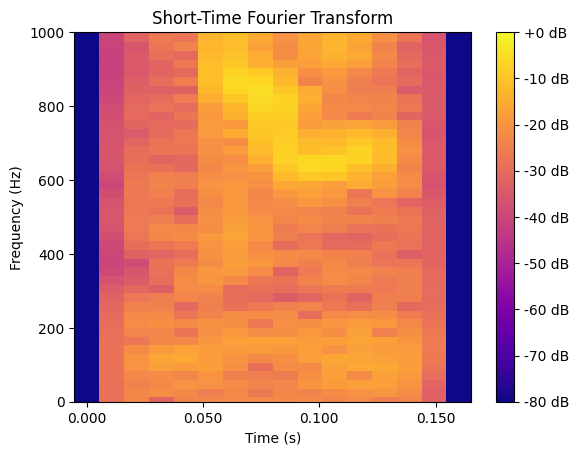 Short-Time Fourier Transform
1000
800
600
400
200
0
Frequency (Hz)
0.000
0.050
0.100
0.150
Time (s)
+0 dB
-10 dB
-20 dB
-30 dB
-40 dB
-50 dB
-60 dB
-70 dB
-80 dB